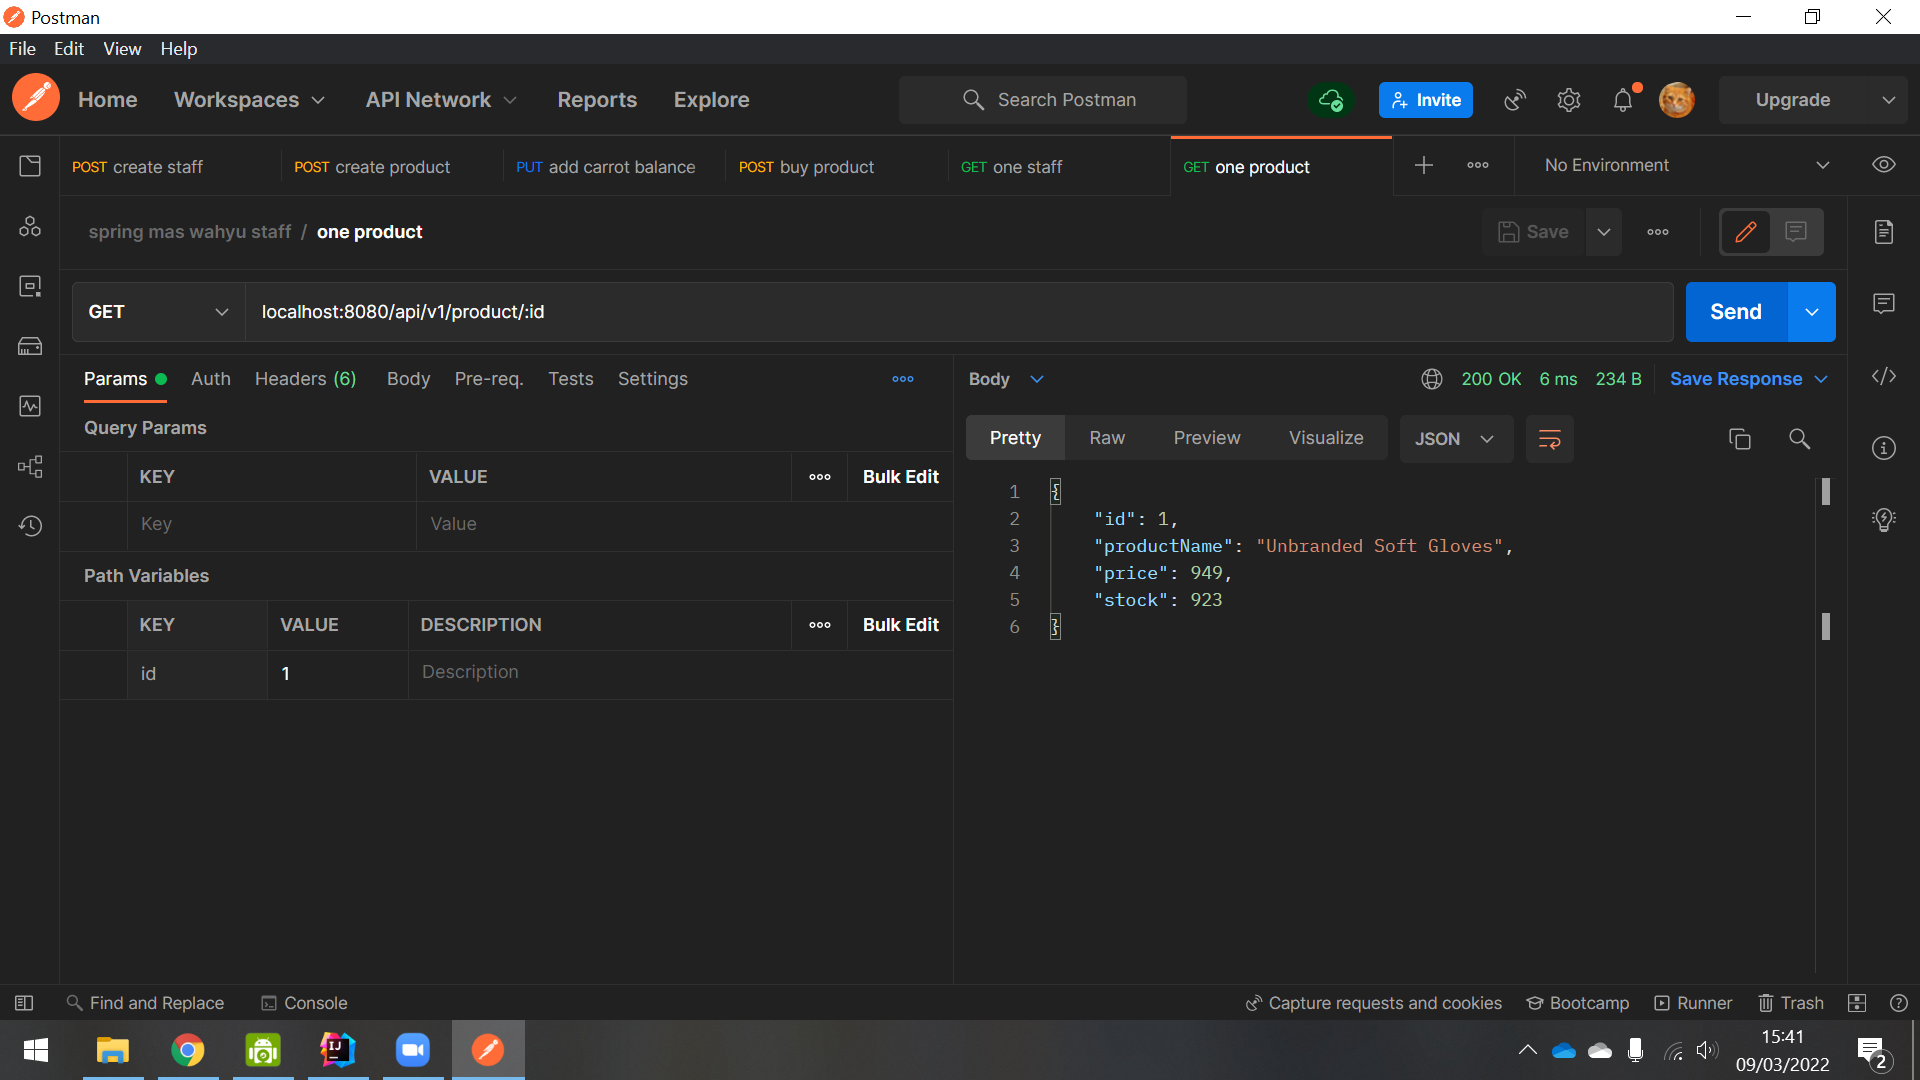 Postman
File Edit View Help
Home Workspaces API Network Reports Explore Search Postman Invite Upgrade
POST create staff POST create product PUT add carrot balance POST buy product GET one staff GET one product No Environment
spring mas wahyu staff / one product Save
GET localhost:8080/api/v1/product/:id Send
Params Auth Headers (6) Body Pre-req. Tests Settings
Query Params
KEY VALUE Bulk Edit
Key Value
Path Variables
KEY VALUE DESCRIPTION Bulk Edit
id 1 Description
Body 200 OK 6 ms 234 B Save Response
Pretty Raw Preview Visualize JSON
1 {
2 "id": 1,
3 "productName": "Unbranded Soft Gloves",
4 "price": 949,
5 "stock": 923
6 }
Find and Replace Console Capture requests and cookies Bootcamp Runner Trash
IJ
15:41
09/03/2022
2